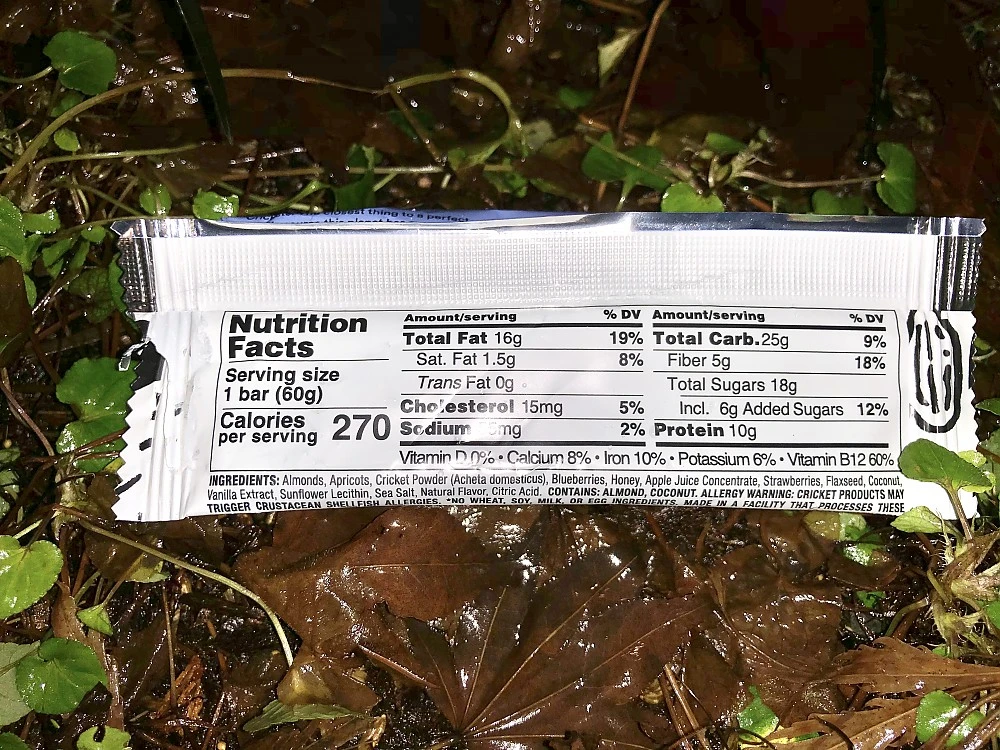 closest thing to a perfect
Nutrition
Facts
Serving size
1 bar (60g)
Calories
per serving 270
Amount/serving % DV
Total Fat 16g 19%
Sat. Fat 1.5g 8%
Trans Fat 0g
Cholesterol 15mg 5%
Sodium 2%
Amount/serving % DV
Total Carb. 25g 9%
Fiber 5g 18%
Total Sugars 18g
Incl. 6g Added Sugars 12%
Protein 10g
Vitamin D 0% • Calcium 8% • Iron 10% • Potassium 6% • Vitamin B12 60%
INGREDIENTS: Almonds, Apricots, Cricket Powder (Acheta domesticus), Blueberries, Honey, Apple Juice Concentrate, Strawberries, Flaxseed, Coconut,
Vanilla Extract, Sunflower Lecithin, Sea Salt, Natural Flavor, Citric Acid. CONTAINS: ALMOND, COCONUT. ALLERGY WARNING: CRICKET PRODUCTS MAY
TRIGGER CRUSTACEAN SHELLFISH ALLERGIES. *NO WHEAT, SOY, MILK, OR EGG INGREDIENTS. MADE IN A FACILITY THAT PROCESSES THESE